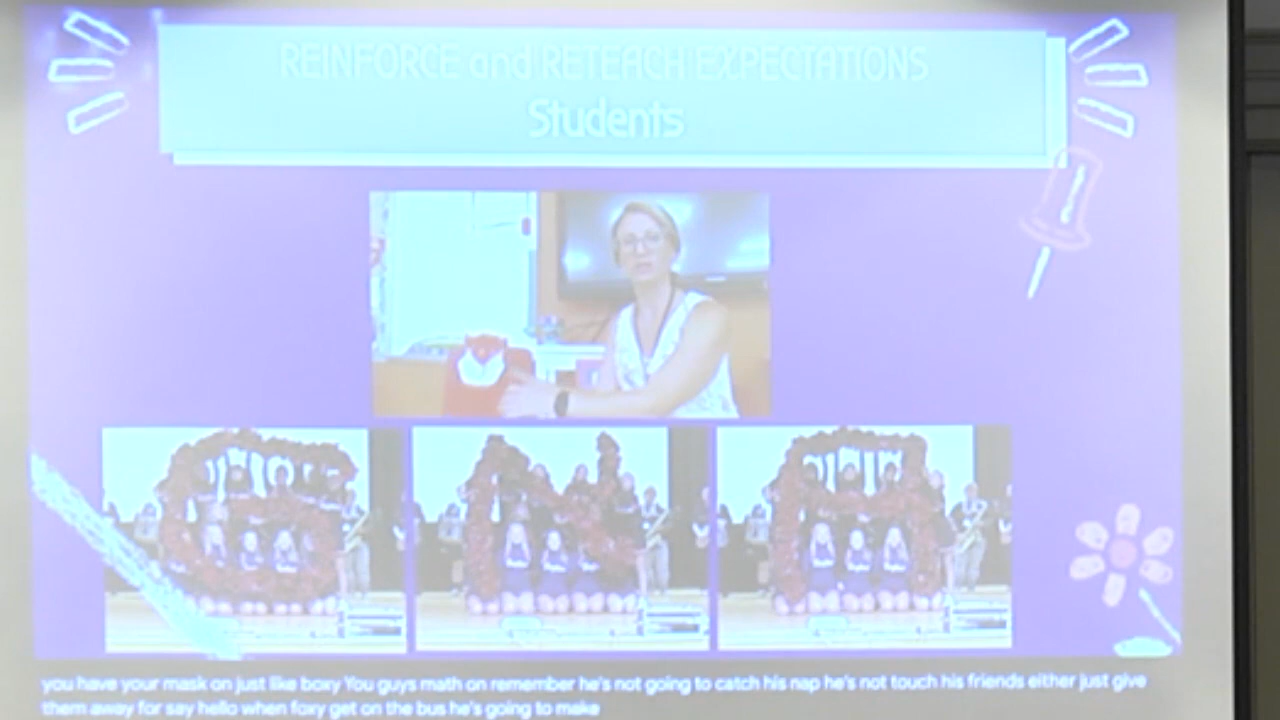 REINFORCE and RETEACH EXPECTATIONS
Students
you have your mask on just like boxy You guys math on remember he's not going to catch his nap he's not touch his friends either just give
them away for say hello when foxy get on the bus he's going to make